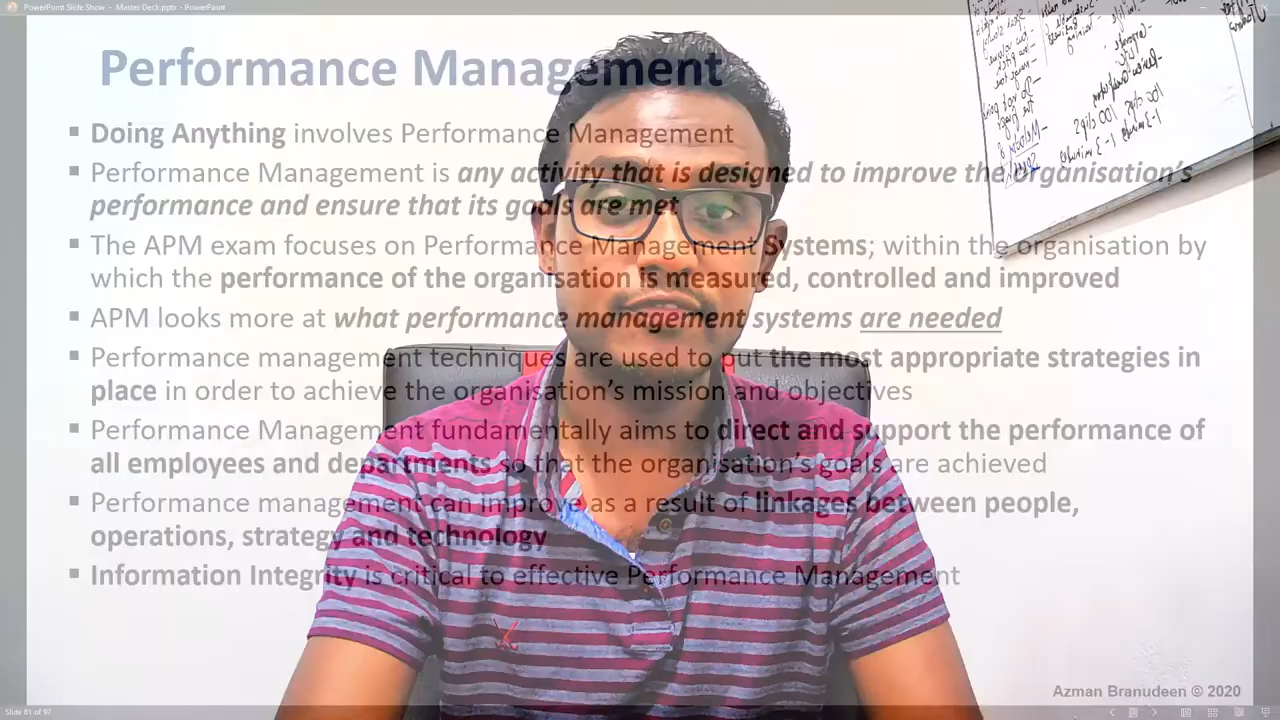 PowerPoint Slide Show - Master Deck.pptx - PowerPoint
Performance Management
▪ Doing Anything involves Performance Management
▪ Performance Management is any activity that is designed to improve the organisation's
performance and ensure that its goals are met
▪ The APM exam focuses on Performance Management Systems; within the organisation by
which the performance of the organisation is measured, controlled and improved
▪ APM looks more at what performance management systems are needed
▪ Performance management techniques are used to put the most appropriate strategies in
place in order to achieve the organisation's mission and objectives
▪ Performance Management fundamentally aims to direct and support the performance of
all employees and departments so that the organisation's goals are achieved
▪ Performance management can improve as a result of linkages between people,
operations, strategy and technology
▪ Information Integrity is critical to effective Performance Management
Azman Branudeen © 2020
Slide 81 of 97